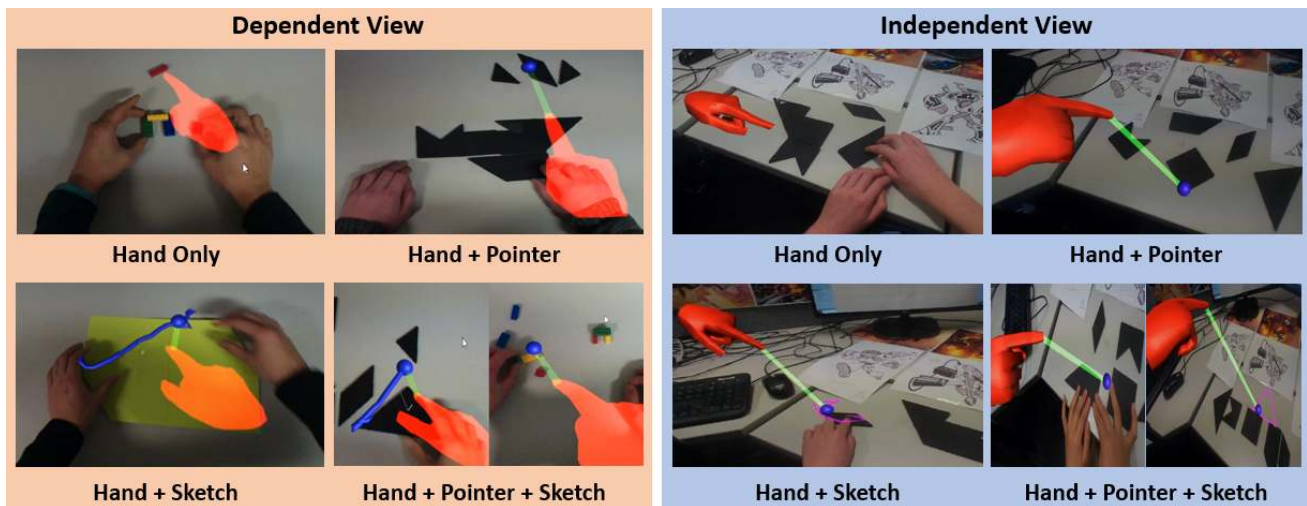 Dependent View
Hand Only
Hand + Pointer
Hand + Sketch
Hand + Pointer + Sketch
Independent View
Hand Only
Hand + Pointer
Hand + Sketch
Hand + Pointer + Sketch